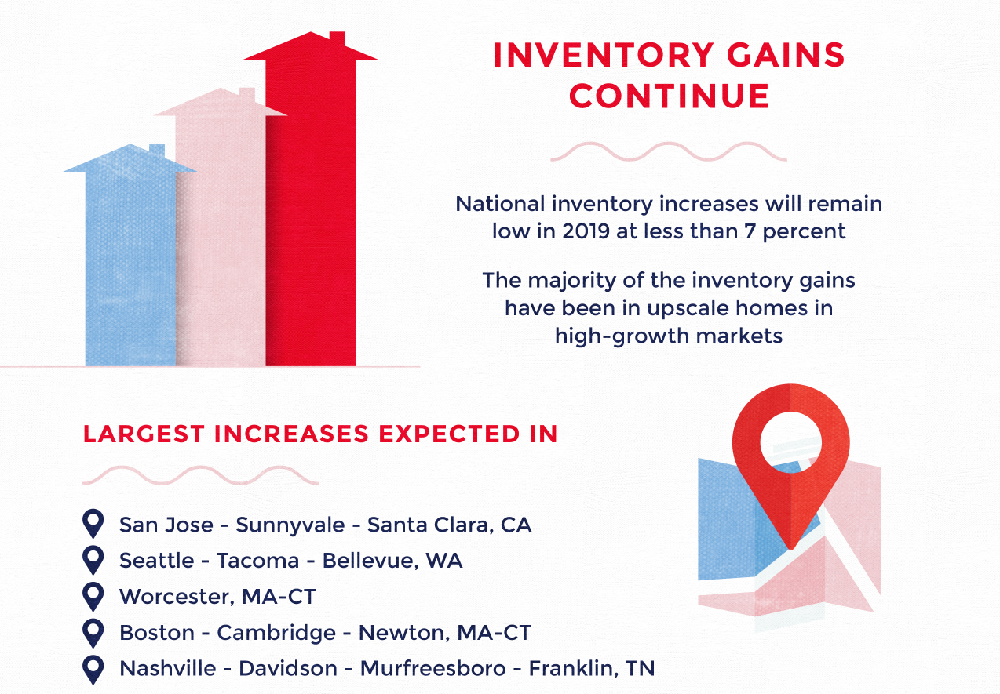 INVENTORY GAINS
CONTINUE
National inventory increases will remain
low in 2019 at less than 7 percent
The majority of the inventory gains
have been in upscale homes in
high-growth markets
LARGEST INCREASES EXPECTED IN
San Jose - Sunnyvale - Santa Clara, CA
Seattle - Tacoma - Bellevue, WA
Worcester, MA-CT
Boston - Cambridge - Newton, MA-CT
Nashville - Davidson - Murfreesboro - Franklin, TN